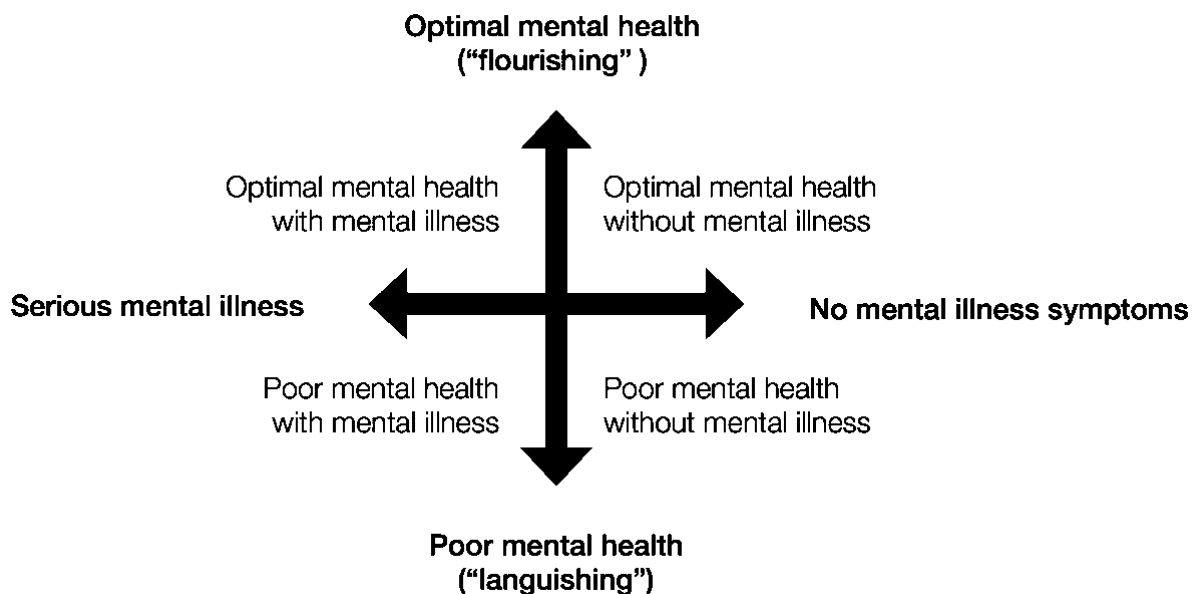 Optimal mental health
(“flourishing” )
Optimal mental health
with mental illness
Optimal mental health
without mental illness
Serious mental illness
No mental illness symptoms
Poor mental health
with mental illness
Poor mental health
without mental illness
Poor mental health
(“languishing”)